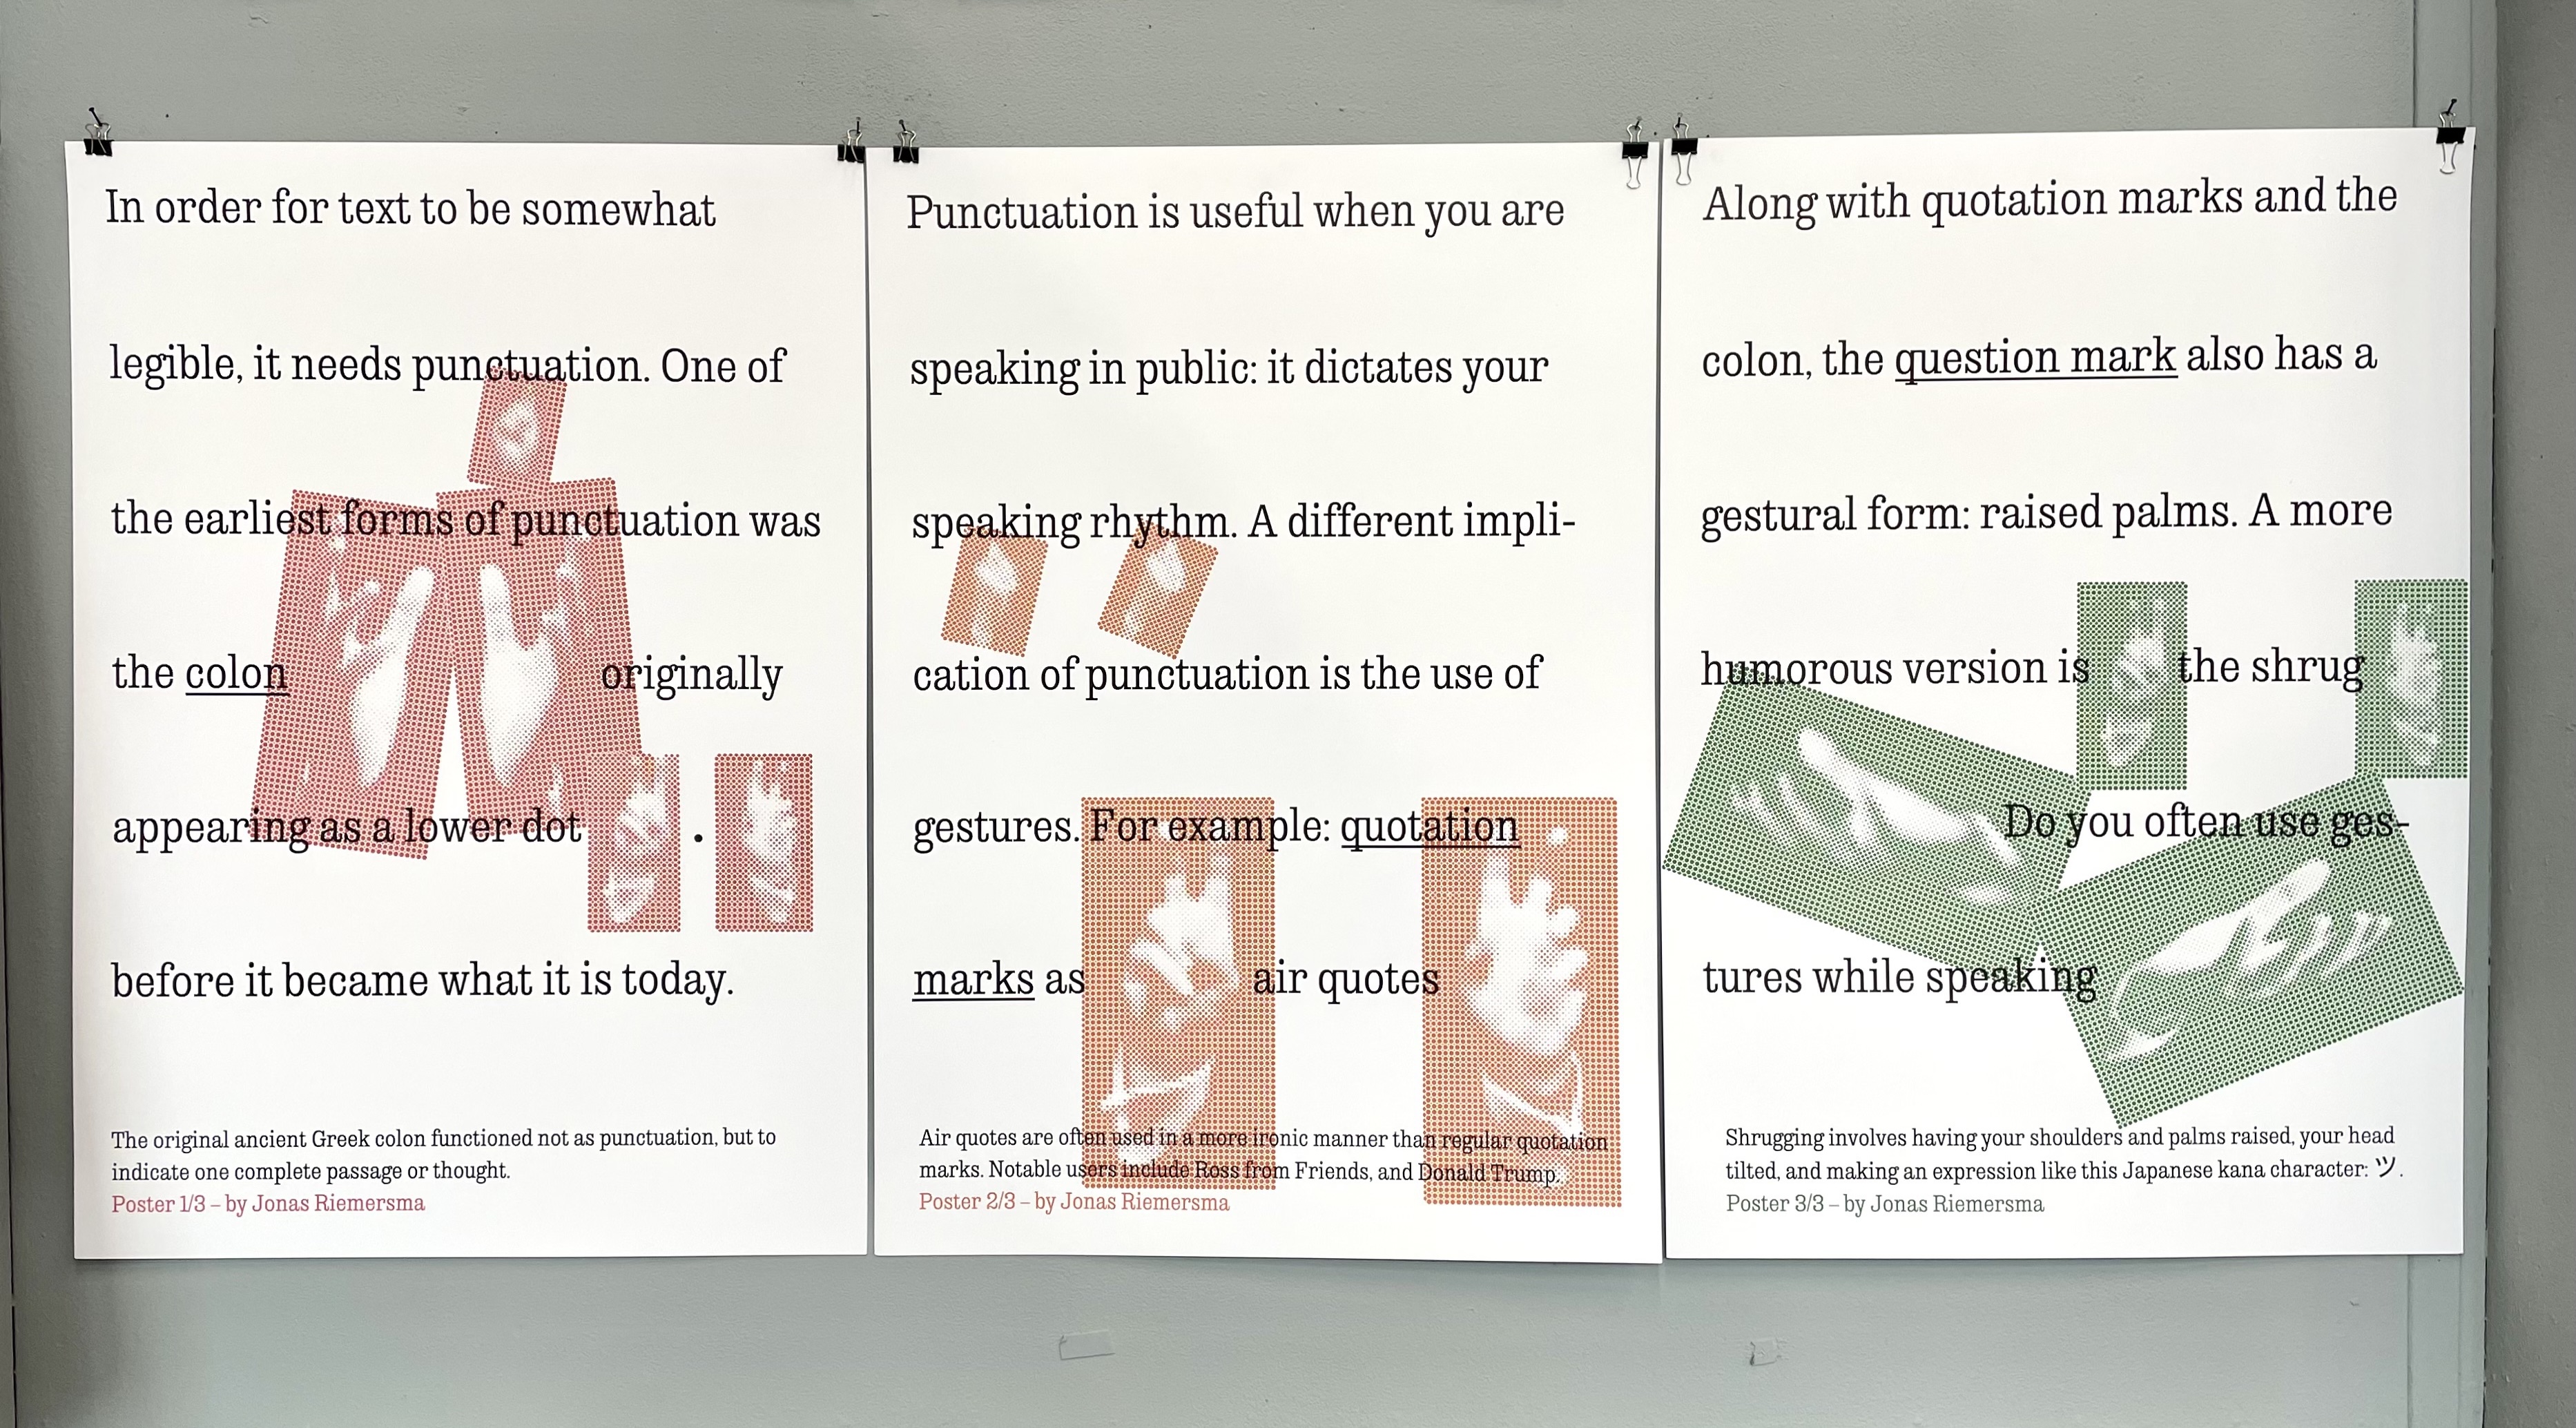 In order for text to be somewhat
legible, it needs punctuation. One of
the earliest forms of punctuation was
the colon originally
appearing as a lower dot .
before it became what it is today.
The original ancient Greek colon functioned not as punctuation, but to
indicate one complete passage or thought.
Poster 1/3 – by Jonas Riemersma
Punctuation is useful when you are
speaking in public: it dictates your
speaking rhythm. A different impli-
cation of punctuation is the use of
gestures. For example: quotation
marks as air quotes
Air quotes are often used in a more ironic manner than regular quotation
marks. Notable users include Ross from Friends, and Donald Trump.
Poster 2/3 – by Jonas Riemersma
Along with quotation marks and the
colon, the question mark also has a
gestural form: raised palms. A more
humorous version is the shrug
Do you often use ges-
tures while speaking
Shrugging involves having your shoulders and palms raised, your head
tilted, and making an expression like this Japanese kana character: ツ.
Poster 3/3 – by Jonas Riemersma